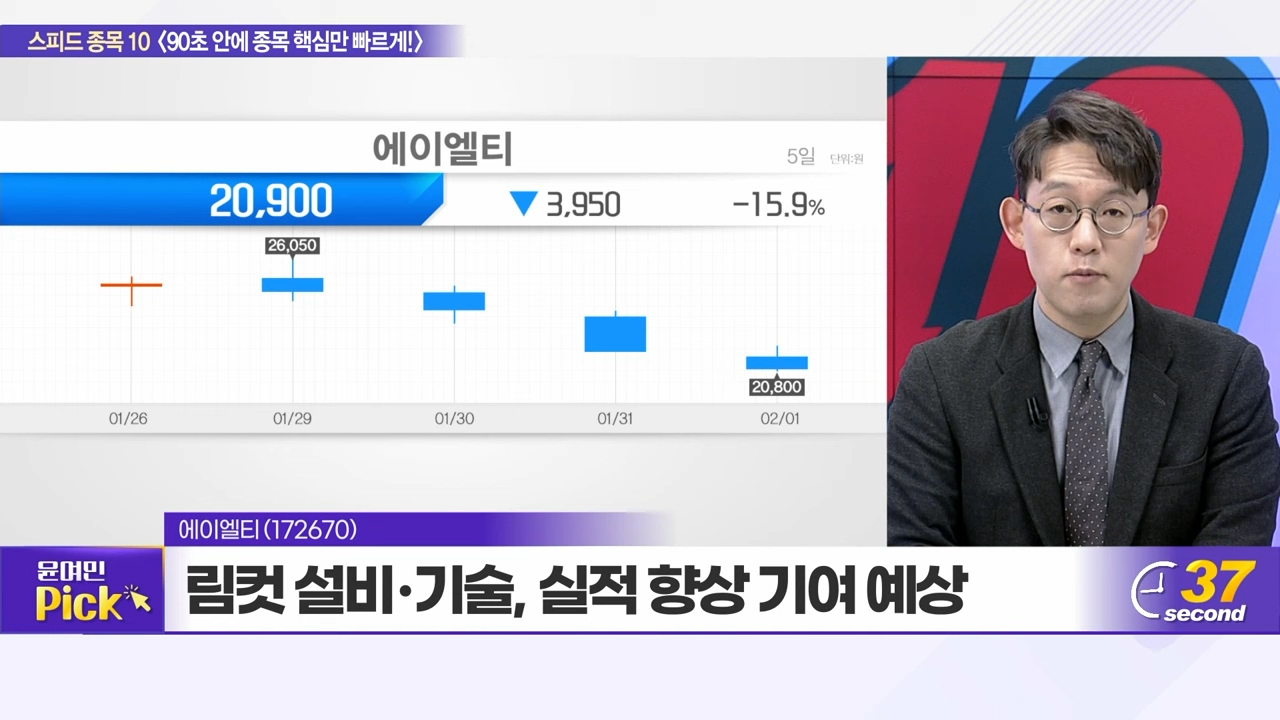 스피드 종목 10 〈90초 안에 종목 핵심만 빠르게!〉
에이엘티
5일 단위:원
20,900 ▼ 3,950 -15.9%
26,050
20,800
01/26 01/29 01/30 01/31 02/01
에이엘티 (172670)
윤여민
Pick
림컷 설비·기술, 실적 향상 기여 예상
37
second